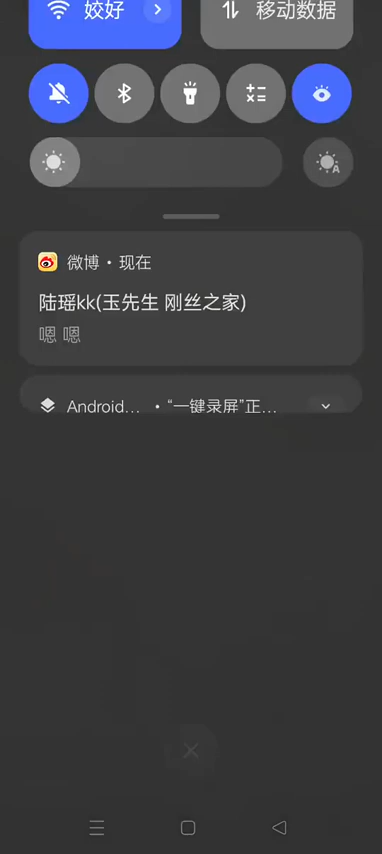 姣好
移动数据
A
微博 • 现在
陆瑶kk(玉先生 刚丝之家)
嗯 嗯
Android… • “一键录屏”正…